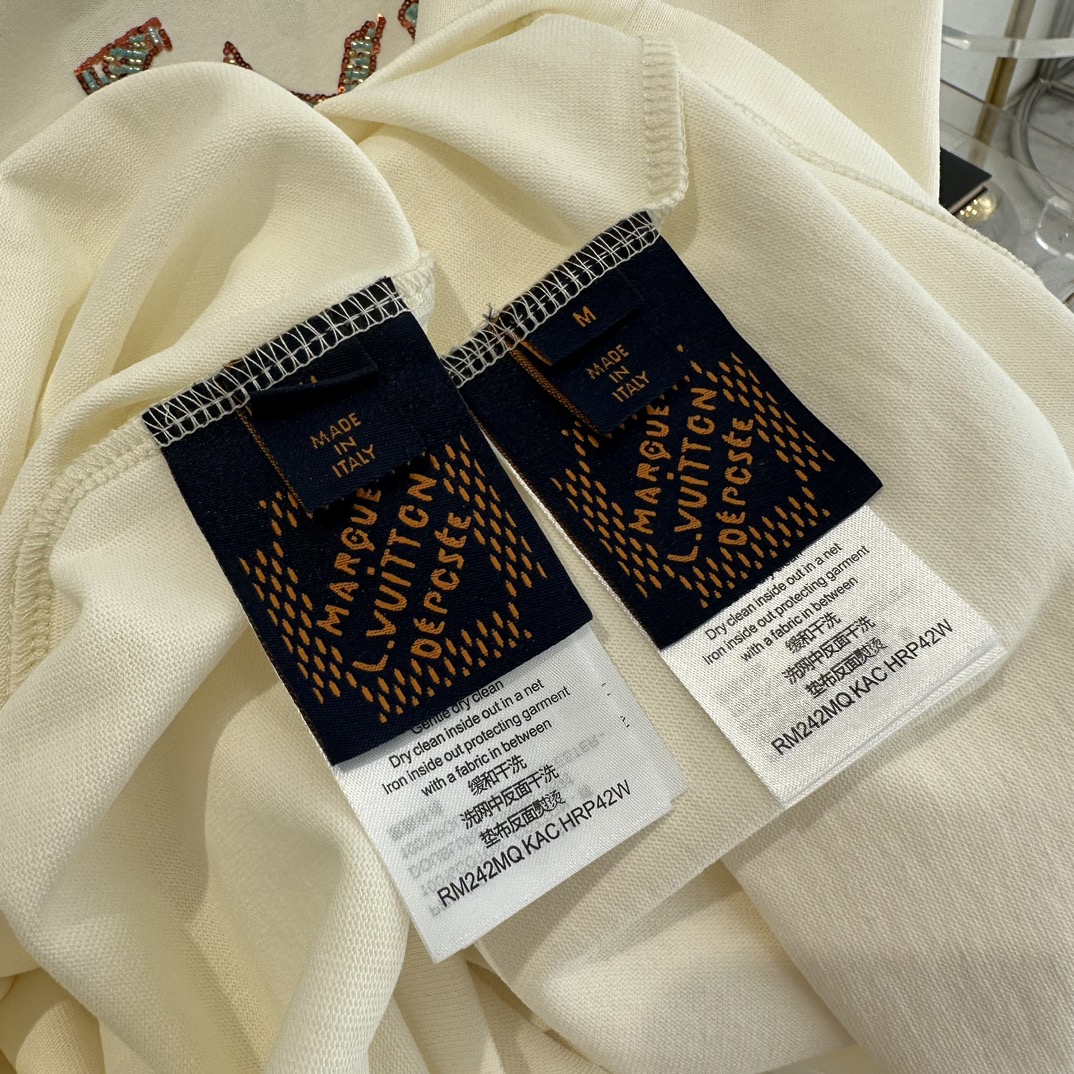 MADE
IN
ITALY
MARQUE
L.VUITTON
DÉPOSÉE
Gentle dry clean
Dry clean inside out in a net
Iron inside out protecting garment
with a fabric in between
缓和干洗
洗网中反面干洗
垫布反面熨烫
RM242MQ KAC HRP42W
M
MADE
IN
ITALY
MARQUE
L.VUITTON
DÉPOSÉE
Dry clean inside out in a net
Iron inside out protecting garment
with a fabric in between
缓和干洗
洗网中反面干洗
垫布反面熨烫
RM242MQ KAC HRP42W